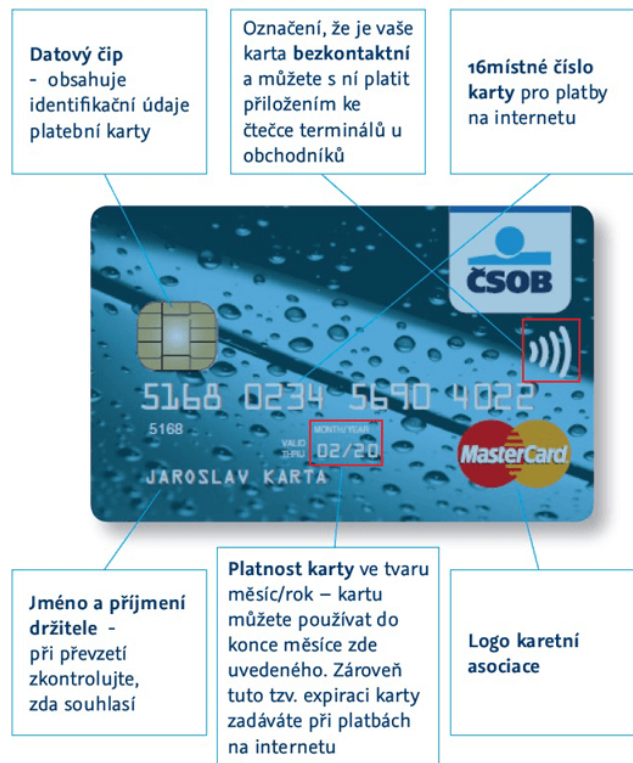 Datový čip
- obsahuje
identifikační údaje
platební karty
Označení, že je vaše
karta bezkontaktní
a můžete s ní platit
přiložením ke
čtečce terminálů u
obchodníků
16místné číslo
karty pro platby
na internetu
ČSOB
5168 0234 5690 4022
5168
MONTH/YEAR
VALID
THRU
02/20
JAROSLAV KARTA
MasterCard
Jméno a příjmení
držitele -
při převzetí
zkontrolujte,
zda souhlasí
Platnost karty ve tvaru
měsíc/rok – kartu
můžete používat do
konce měsíce zde
uvedeného. Zároveň
tuto tzv. expiraci karty
zadáváte při platbách
na internetu
Logo karetní
asociace